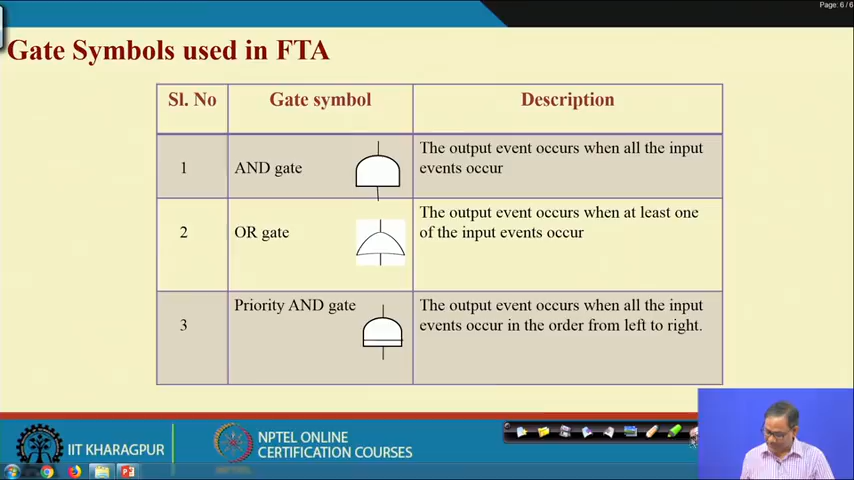 Page: 6 / 6
Gate Symbols used in FTA
Sl. No
Gate symbol
Description
1
AND gate
The output event occurs when all the input
events occur
2
OR gate
The output event occurs when at least one
of the input events occur
3
Priority AND gate
The output event occurs when all the input
events occur in the order from left to right.
IIT KHARAGPUR
NPTEL ONLINE
CERTIFICATION COURSES